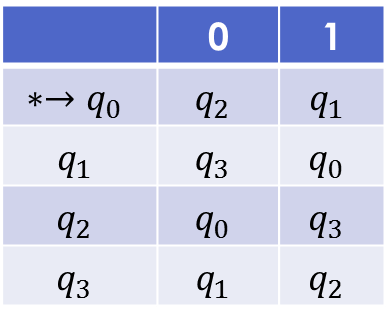 0 1
*→ q₀ q₂ q₁
q₁ q₃ q₀
q₂ q₀ q₃
q₃ q₁ q₂